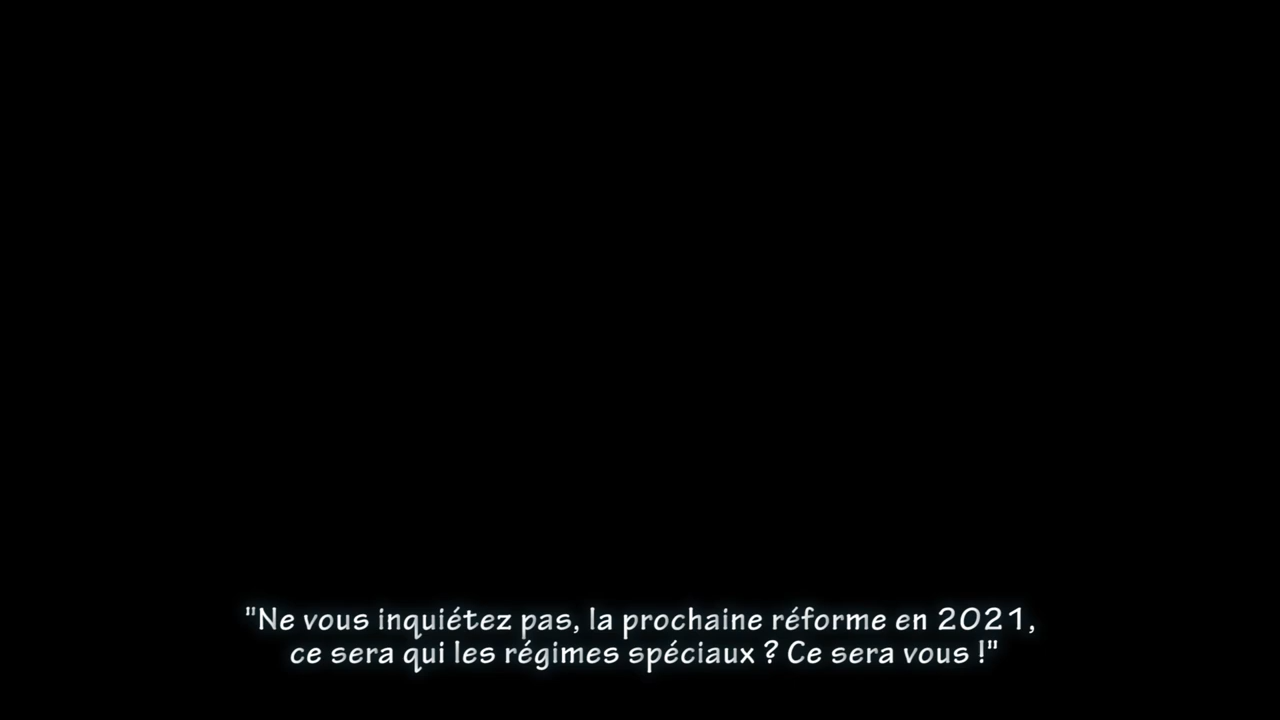 "Ne vous inquiétez pas, la prochaine réforme en 2021,
ce sera qui les régimes spéciaux ? Ce sera vous !"